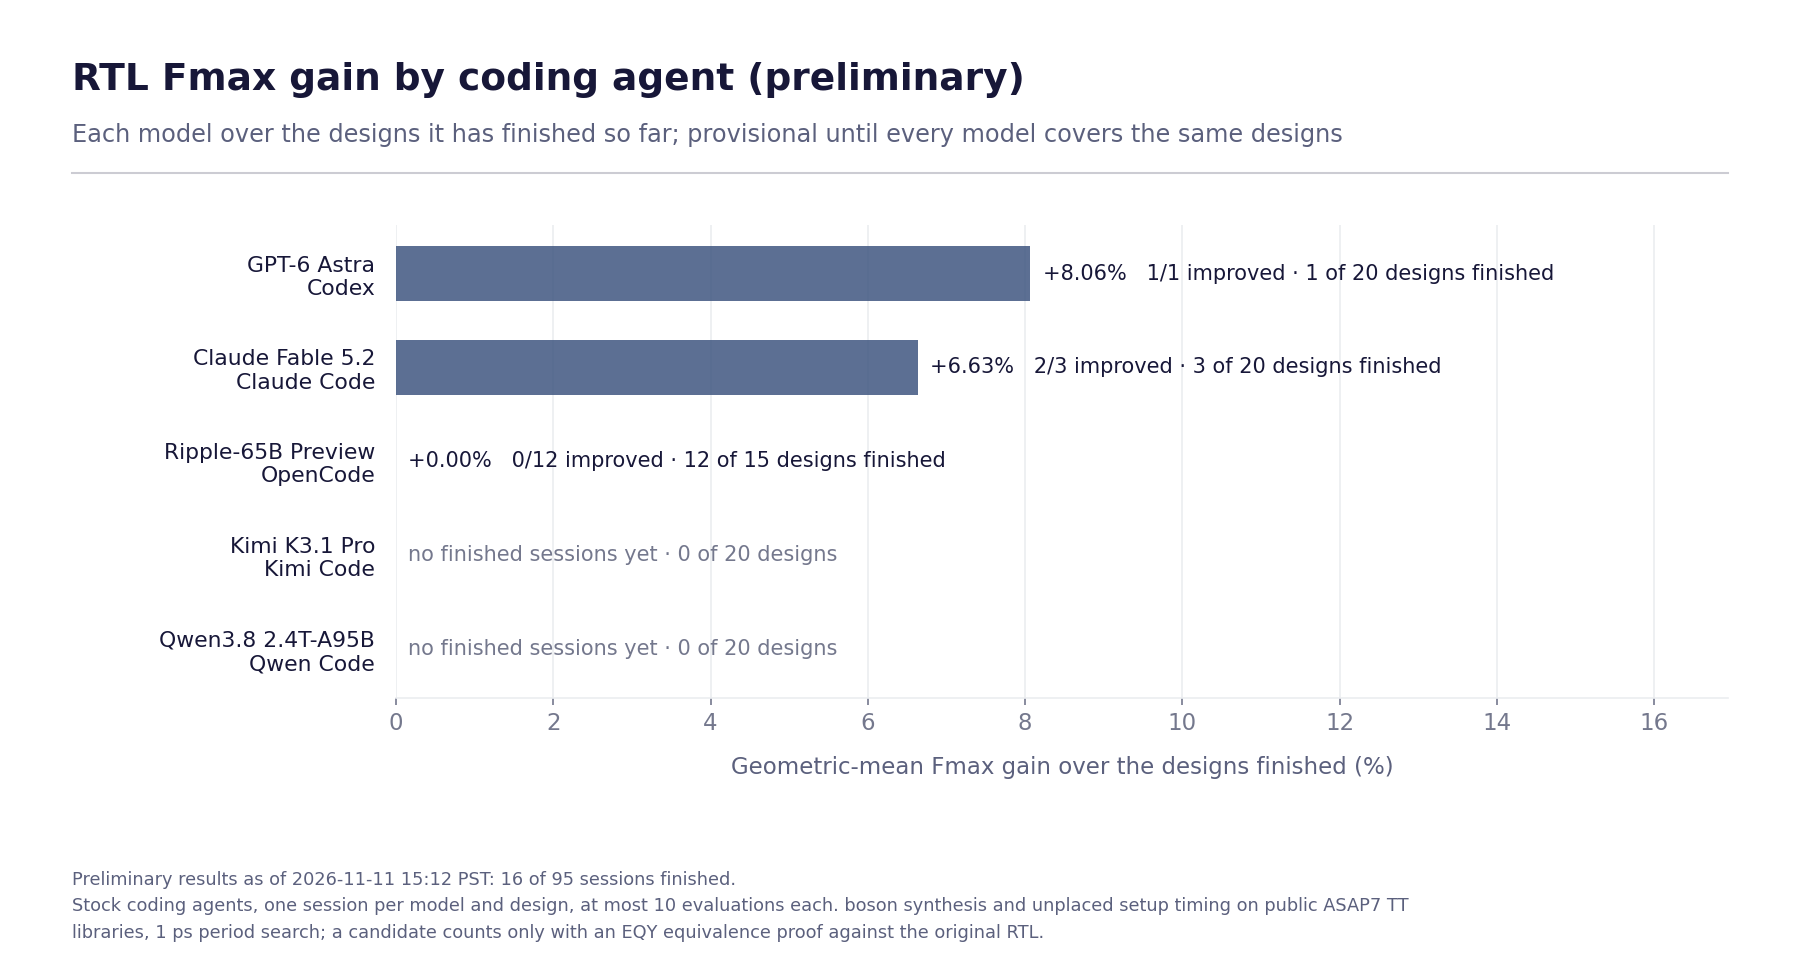 RTL Fmax gain by coding agent (preliminary)
Each model over the designs it has finished so far; provisional until every model covers the same designs
GPT-6 Astra
Codex
+8.06% 1/1 improved · 1 of 20 designs finished
Claude Fable 5.2
Claude Code
+6.63% 2/3 improved · 3 of 20 designs finished
Ripple-65B Preview
OpenCode
+0.00% 0/12 improved · 12 of 15 designs finished
Kimi K3.1 Pro
Kimi Code
no finished sessions yet · 0 of 20 designs
Qwen3.8 2.4T-A95B
Qwen Code
no finished sessions yet · 0 of 20 designs
0 2 4 6 8 10 12 14 16
Geometric-mean Fmax gain over the designs finished (%)
Preliminary results as of 2026-11-11 15:12 PST: 16 of 95 sessions finished.
Stock coding agents, one session per model and design, at most 10 evaluations each. boson synthesis and unplaced setup timing on public ASAP7 TT
libraries, 1 ps period search; a candidate counts only with an EQY equivalence proof against the original RTL.